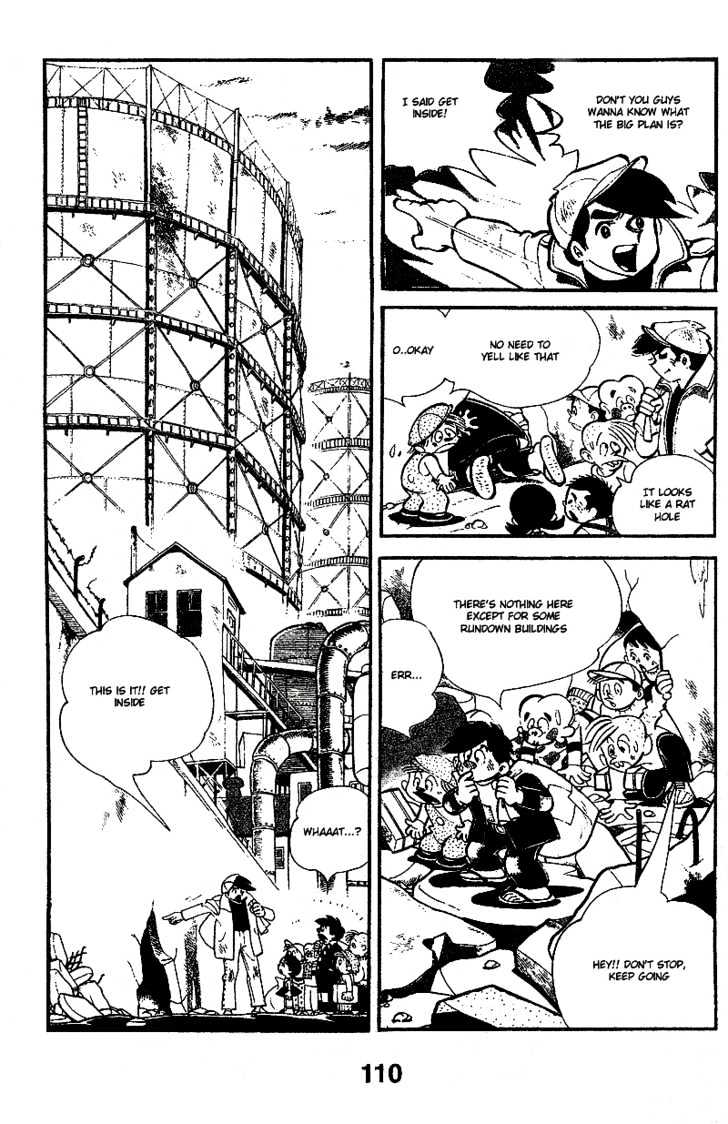 THIS IS IT!! GET
INSIDE
WHAAAT...?
DON'T YOU GUYS
WANNA KNOW WHAT
THE BIG PLAN IS?
I SAID GET
INSIDE!
NO NEED TO
YELL LIKE THAT
O..OKAY
IT LOOKS
LIKE A RAT
HOLE
THERE'S NOTHING HERE
EXCEPT FOR SOME
RUNDOWN BUILDINGS
ERR...
HEY!! DON'T STOP,
KEEP GOING
110